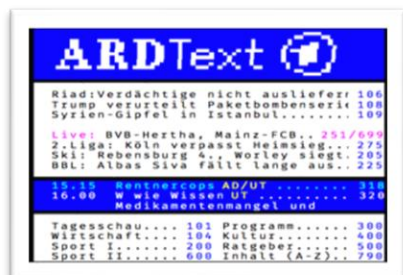 ARDText
Riad:Verdächtige nicht ausliefern 106
Trump verurteilt Paketbombenserie 108
Syrien-Gipfel in Istanbul........ 109
Live: BVB-Hertha, Mainz-FCB.. 251/699
2.Liga: Köln verpasst Heimsieg... 275
Ski: Rebensburg 4., Worley siegt. 205
BBL: Albas Siva fällt lange aus.. 225
15.15 Rentnercops AD/UT ......... 318
16.00 W wie Wissen UT .......... 320
Medikamentenmangel und
Tagesschau.... 101 Programm..... 300
Wirtschaft.... 104 Kultur....... 400
Sport I....... 200 Ratgeber..... 500
Sport II...... 600 Inhalt (A-Z).. 790